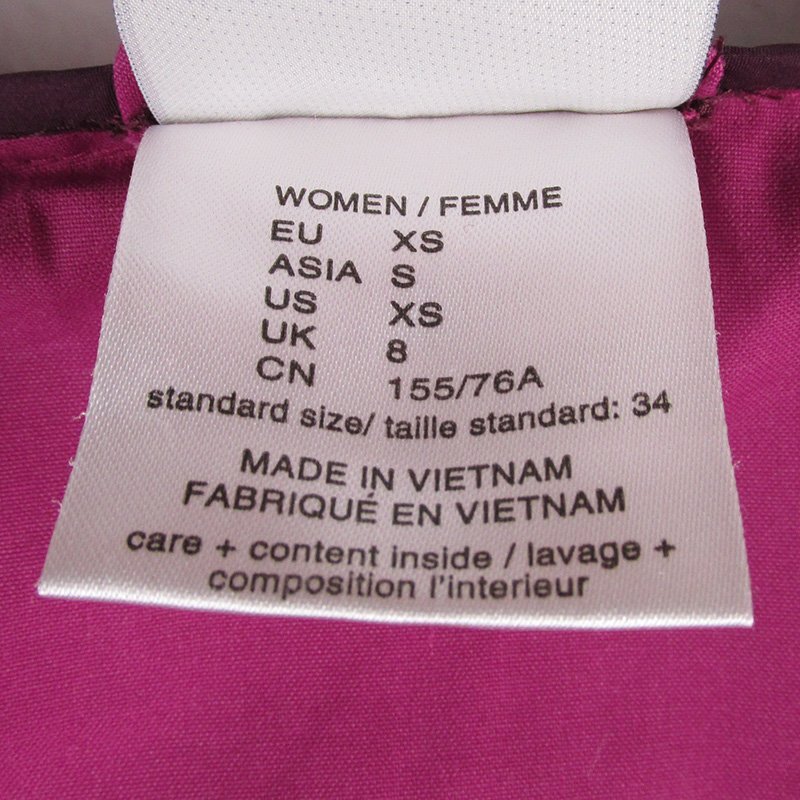 WOMEN / FEMME
EU XS
ASIA S
US XS
UK 8
CN 155/76A
standard size/ taille standard: 34
MADE IN VIETNAM
FABRIQUÉ EN VIETNAM
care + content inside / lavage +
composition l'interieur